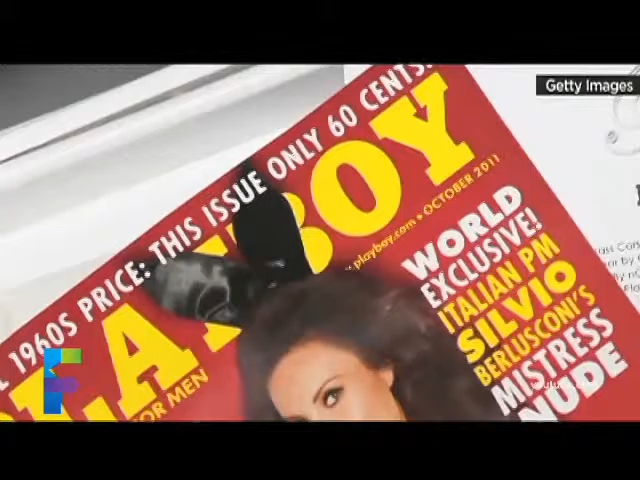 Getty Images
1960S PRICE: THIS ISSUE ONLY 60 CENTS
PLAYBOY
FOR MEN
playboy.com • OCTOBER 2011
WORLD
EXCLUSIVE!
ITALIAN PM
SILVIO
BERLUSCONI'S
MISTRESS
NUDE
F